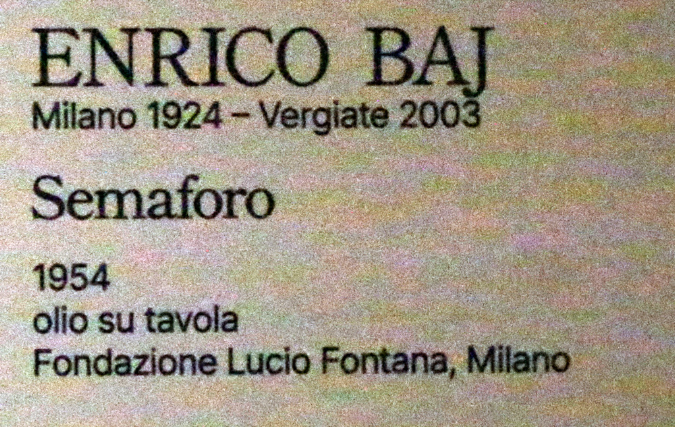 ENRICO BAJ
Milano 1924 – Vergiate 2003
Semaforo
1954
olio su tavola
Fondazione Lucio Fontana, Milano